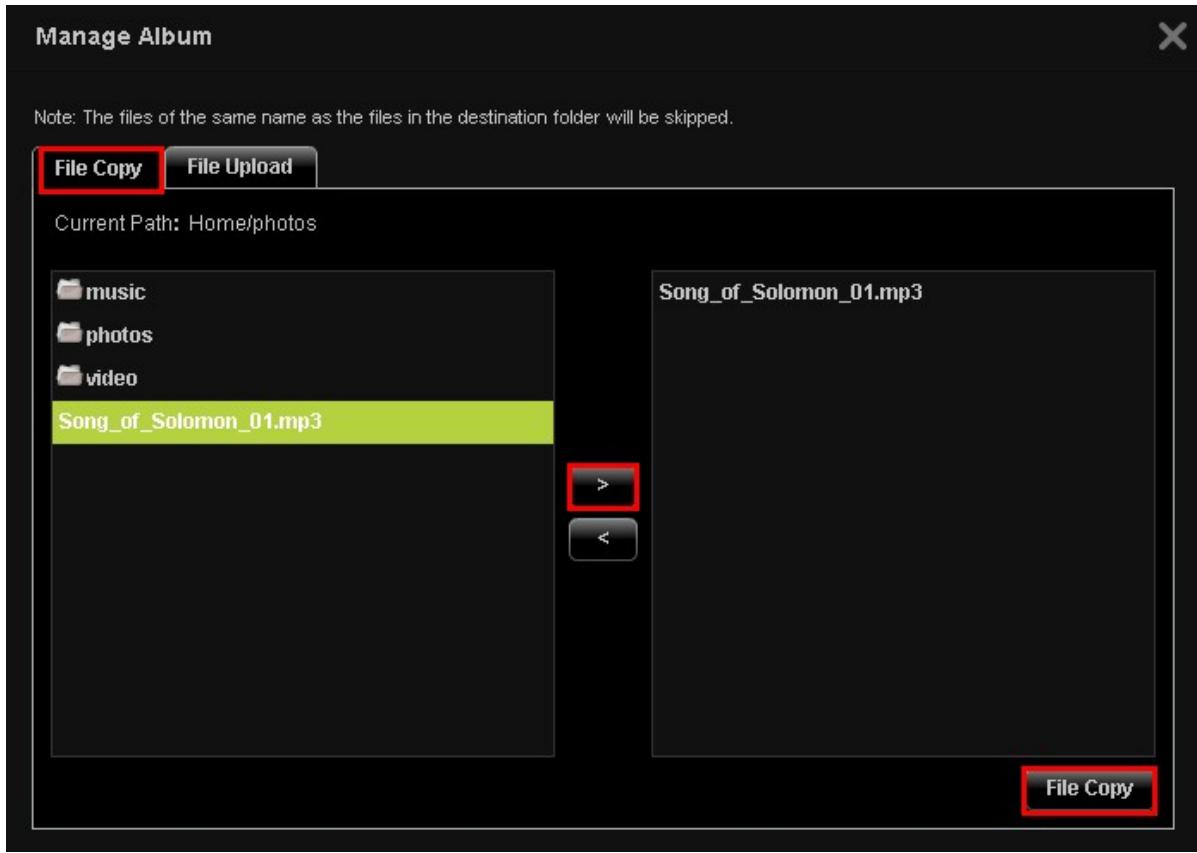 Manage Album
Note: The files of the same name as the files in the destination folder will be skipped.
File Copy
File Upload
Current Path: Home/photos
music
photos
video
Song_of_Solomon_01.mp3
>
<
Song_of_Solomon_01.mp3
File Copy